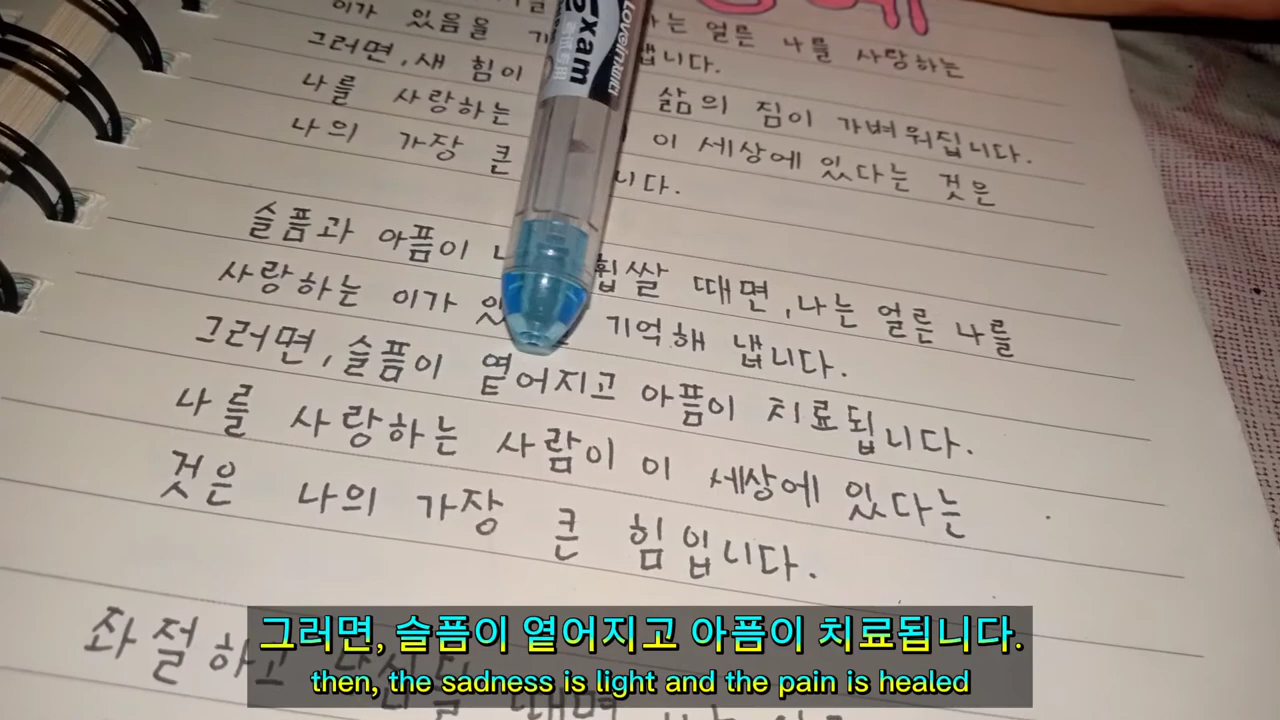 이가 있음을 기 하는 얼른 나를 사랑하는
그러면, 새 힘이 냅니다.
나를 사랑하는 삶의 짐이 가벼워집니다.
나의 가장 큰 이 세상에 있다는 것은
니다.
슬픔과 아픔이 휩쌀 때면, 나는 얼른 나를
사랑하는 이가 있 기억해 냅니다.
그러면, 슬픔이 옅어지고 아픔이 치료됩니다.
나를 사랑하는 사람이 이 세상에 있다는
것은 나의 가장 큰 힘입니다.
좌절하고
때면
exam
LoveinKarts
그러면, 슬픔이 옅어지고 아픔이 치료됩니다.
then, the sadness is light and the pain is healed